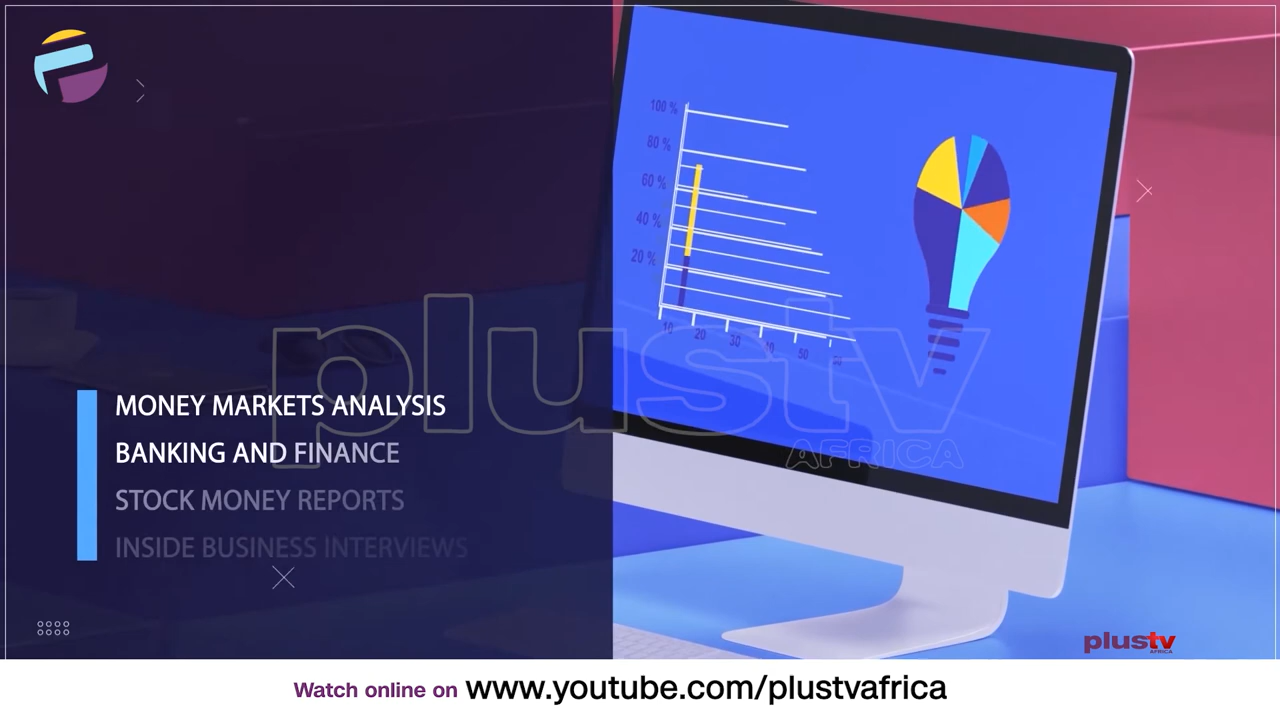 100 %
80 %
60 %
40 %
20 %
10 20 30 40 50
plustv
AFRICA
MONEY MARKETS ANALYSIS
BANKING AND FINANCE
STOCK MONEY REPORTS
INSIDE BUSINESS INTERVIEWS
plustv
AFRICA
Watch online on www.youtube.com/plustvafrica